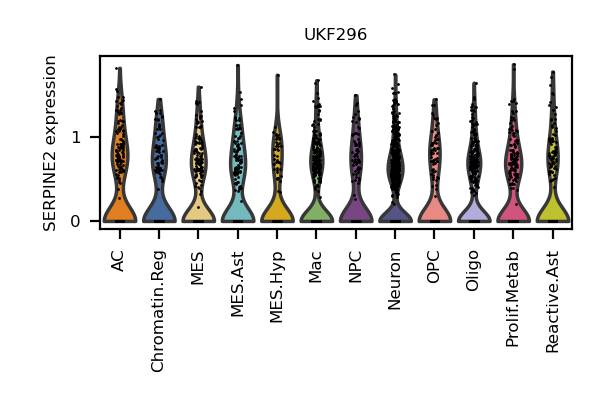 UKF296
SERPINE2 expression
1
0
AC
Chromatin.Reg
MES
MES.Ast
MES.Hyp
Mac
NPC
Neuron
OPC
Oligo
Prolif.Metab
Reactive.Ast